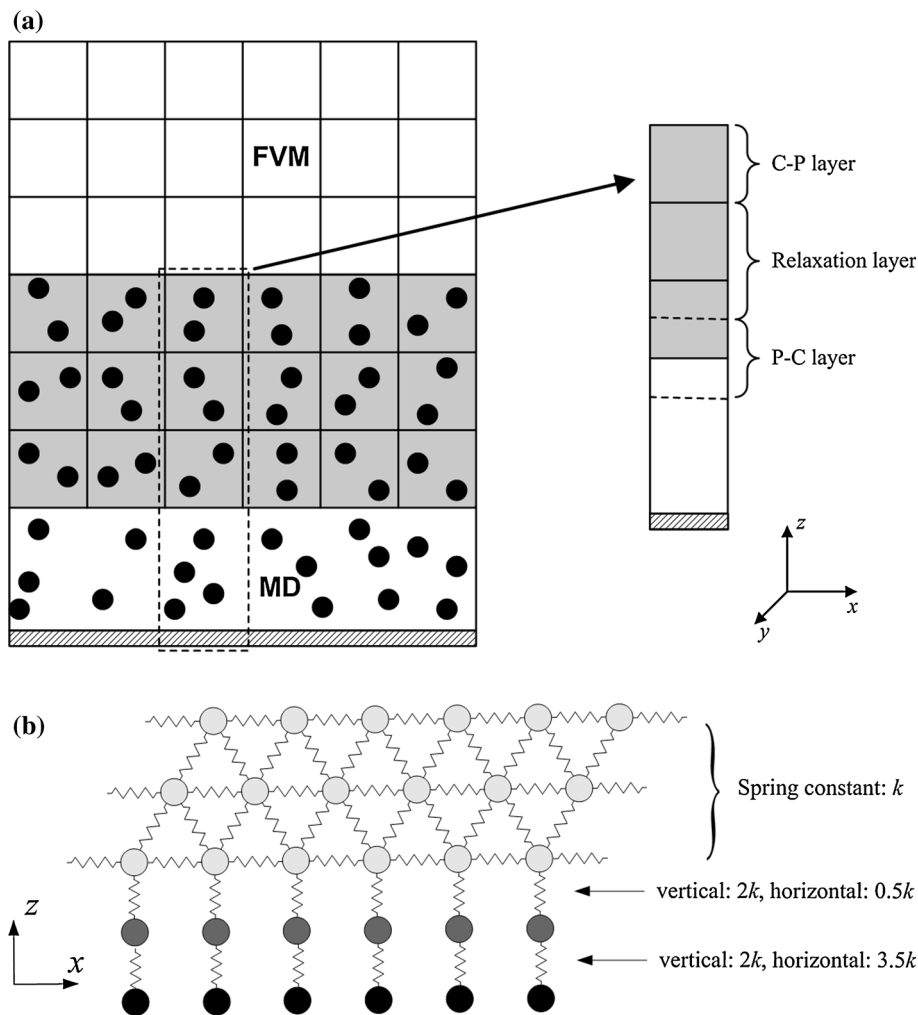 (a)
FVM
MD
C-P layer
Relaxation layer
P-C layer
z
x
y
(b)
Spring constant: k
vertical: 2k, horizontal: 0.5k
vertical: 2k, horizontal: 3.5k
z
x